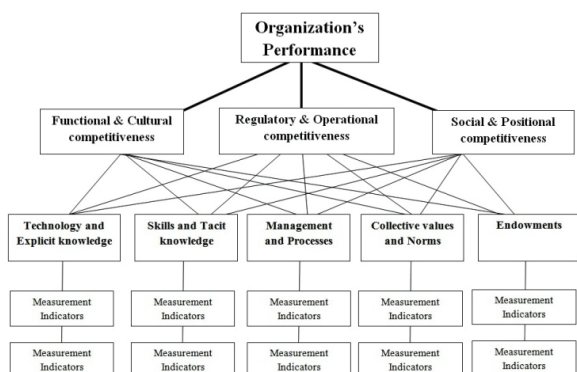 Organization's
Performance
Functional & Cultural
competitiveness
Regulatory & Operational
competitiveness
Social & Positional
competitiveness
Technology and
Explicit knowledge
Skills and Tacit
knowledge
Management
and Processes
Collective values
and Norms
Endowments
Measurement
Indicators
Measurement
Indicators
Measurement
Indicators
Measurement
Indicators
Measurement
Indicators
Measurement
Indicators
Measurement
Indicators
Measurement
Indicators
Measurement
Indicators
Measurement
Indicators